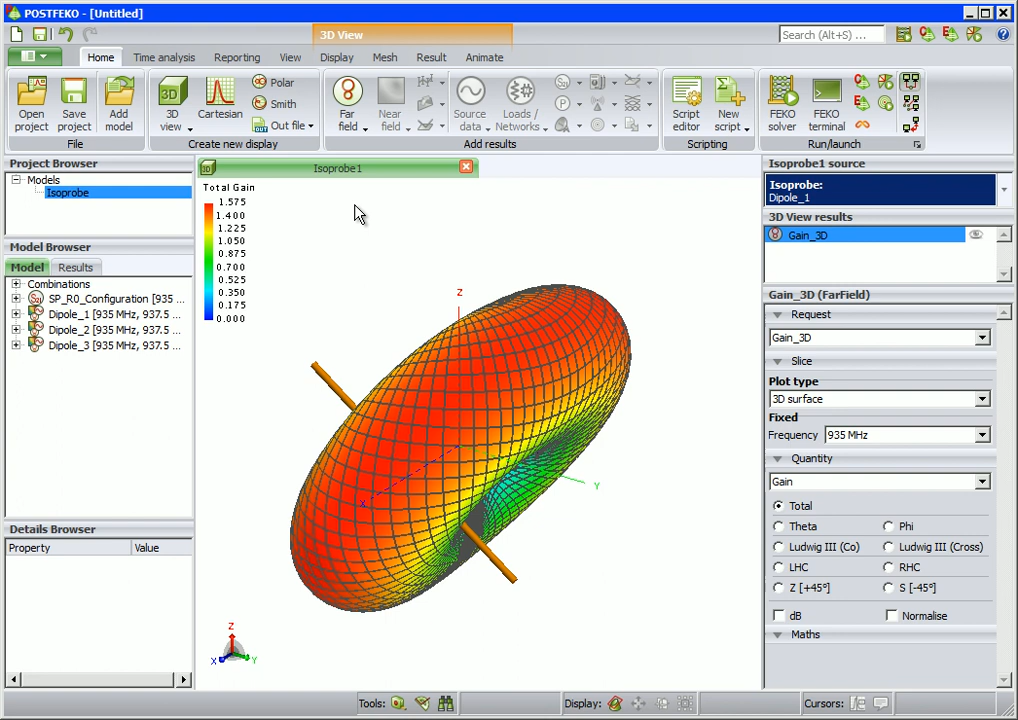 POSTFEKO - [Untitled]
3D View
Search (Alt+S) ...
Home Time analysis Reporting View Display Mesh Result Animate
Open project
Save project
Add model
File
3D view
Cartesian
Polar
Smith
Out file
Create new display
Far field
Near field
Source data
Loads / Networks
Add results
Script editor
New script
Scripting
FEKO solver
FEKO terminal
Run/launch
Project Browser
Models
Isoprobe
Model Browser
Model Results
Combinations
SP_R0_Configuration [935 ...
Dipole_1 [935 MHz, 937.5 ...
Dipole_2 [935 MHz, 937.5 ...
Dipole_3 [935 MHz, 937.5 ...
Details Browser
Property Value
Isoprobe1
Total Gain
1.575
1.400
1.225
1.050
0.875
0.700
0.525
0.350
0.175
0.000
Z
X
Y
Z
X
Y
Isoprobe1 source
Isoprobe:
Dipole_1
3D View results
Gain_3D
Gain_3D (FarField)
Request
Gain_3D
Slice
Plot type
3D surface
Fixed
Frequency 935 MHz
Quantity
Gain
Total
Theta Phi
Ludwig III (Co) Ludwig III (Cross)
LHC RHC
Z [+45°] S [-45°]
dB Normalise
Maths
Tools: Display: Cursors: